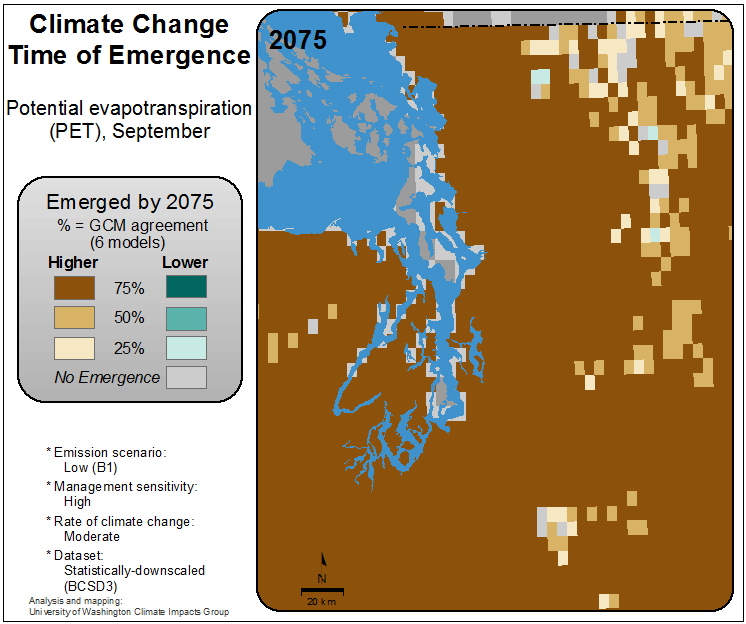 Climate Change
Time of Emergence
Potential evapotranspiration
(PET), September
Emerged by 2075
% = GCM agreement
(6 models)
Higher Lower
75%
50%
25%
No Emergence
* Emission scenario:
Low (B1)
* Management sensitivity:
High
* Rate of climate change:
Moderate
* Dataset:
Statistically-downscaled
(BCSD3)
Analysis and mapping:
University of Washington Climate Impacts Group
2075
N
20 km